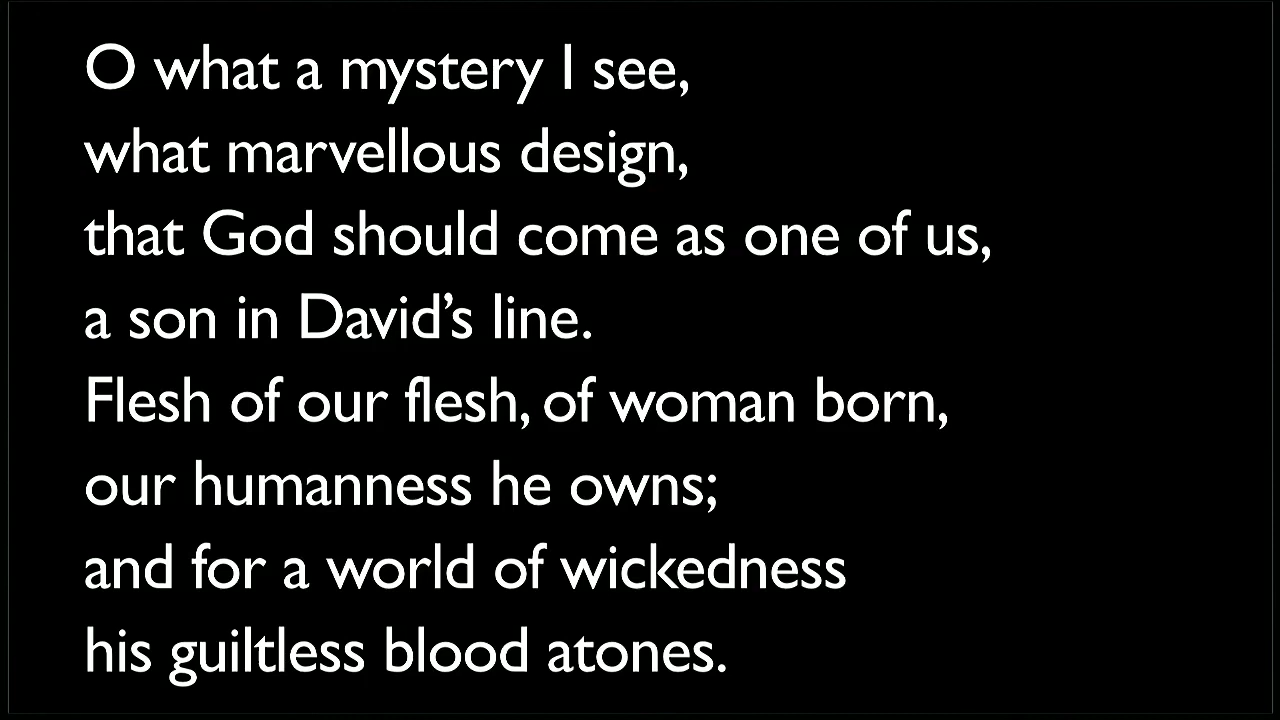 O what a mystery I see,
what marvellous design,
that God should come as one of us,
a son in David’s line.
Flesh of our flesh, of woman born,
our humanness he owns;
and for a world of wickedness
his guiltless blood atones.